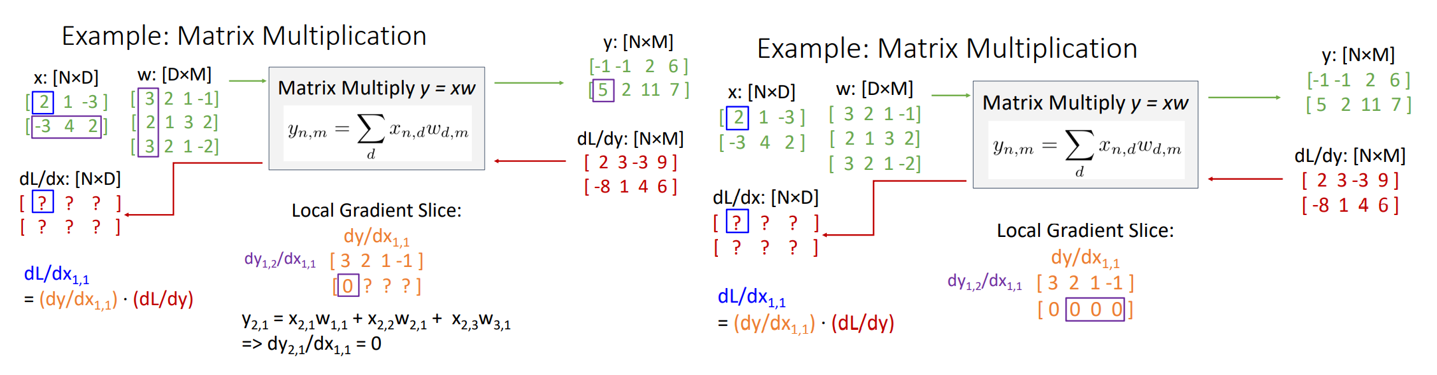 Example: Matrix Multiplication
x: [N×D]
[ 2 1 -3 ]
[ -3 4 2 ]
w: [D×M]
[ 3 2 1 -1]
[ 2 1 3 2]
[ 3 2 1 -2]
Matrix Multiply y = xw
y_{n,m} = \sum_d x_{n,d} w_{d,m}
y: [N×M]
[-1 -1 2 6 ]
[ 5 2 11 7 ]
dL/dy: [N×M]
[ 2 3 -3 9 ]
[ -8 1 4 6 ]
dL/dx: [N×D]
[ ? ? ? ]
[ ? ? ? ]
Local Gradient Slice:
dy/dx_{1,1}
dy_{1,2}/dx_{1,1} [ 3 2 1 -1 ]
[ 0 ? ? ? ]
dL/dx_{1,1}
= (dy/dx_{1,1}) · (dL/dy)
y_{2,1} = x_{2,1}w_{1,1} + x_{2,2}w_{2,1} + x_{2,3}w_{3,1}
=> dy_{2,1}/dx_{1,1} = 0
Example: Matrix Multiplication
x: [N×D]
[ 2 1 -3 ]
[ -3 4 2 ]
w: [D×M]
[ 3 2 1 -1]
[ 2 1 3 2]
[ 3 2 1 -2]
Matrix Multiply y = xw
y_{n,m} = \sum_d x_{n,d} w_{d,m}
y: [N×M]
[-1 -1 2 6 ]
[ 5 2 11 7 ]
dL/dy: [N×M]
[ 2 3 -3 9 ]
[ -8 1 4 6 ]
dL/dx: [N×D]
[ ? ? ? ]
[ ? ? ? ]
Local Gradient Slice:
dy/dx_{1,1}
dy_{1,2}/dx_{1,1} [ 3 2 1 -1 ]
[ 0 0 0 0 ]
dL/dx_{1,1}
= (dy/dx_{1,1}) · (dL/dy)